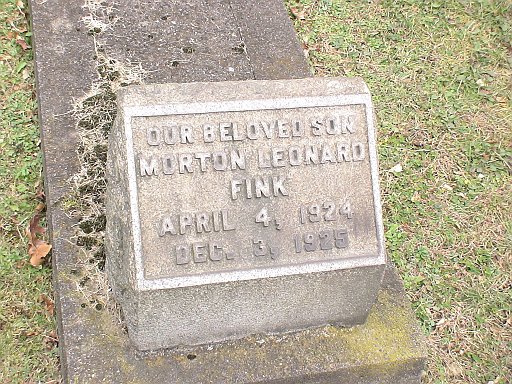 OUR BELOVED SON
MORTON LEONARD
FINK
APRIL 4, 1924
DEC. 3, 1925